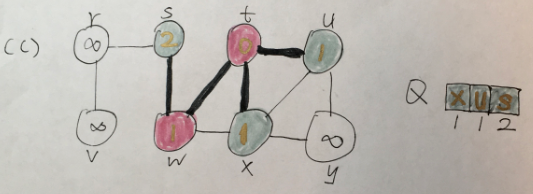 r s t u
(c) ∞ 2 0 1
Q x u s
1 1 2
∞ 1 1 ∞
v w x y